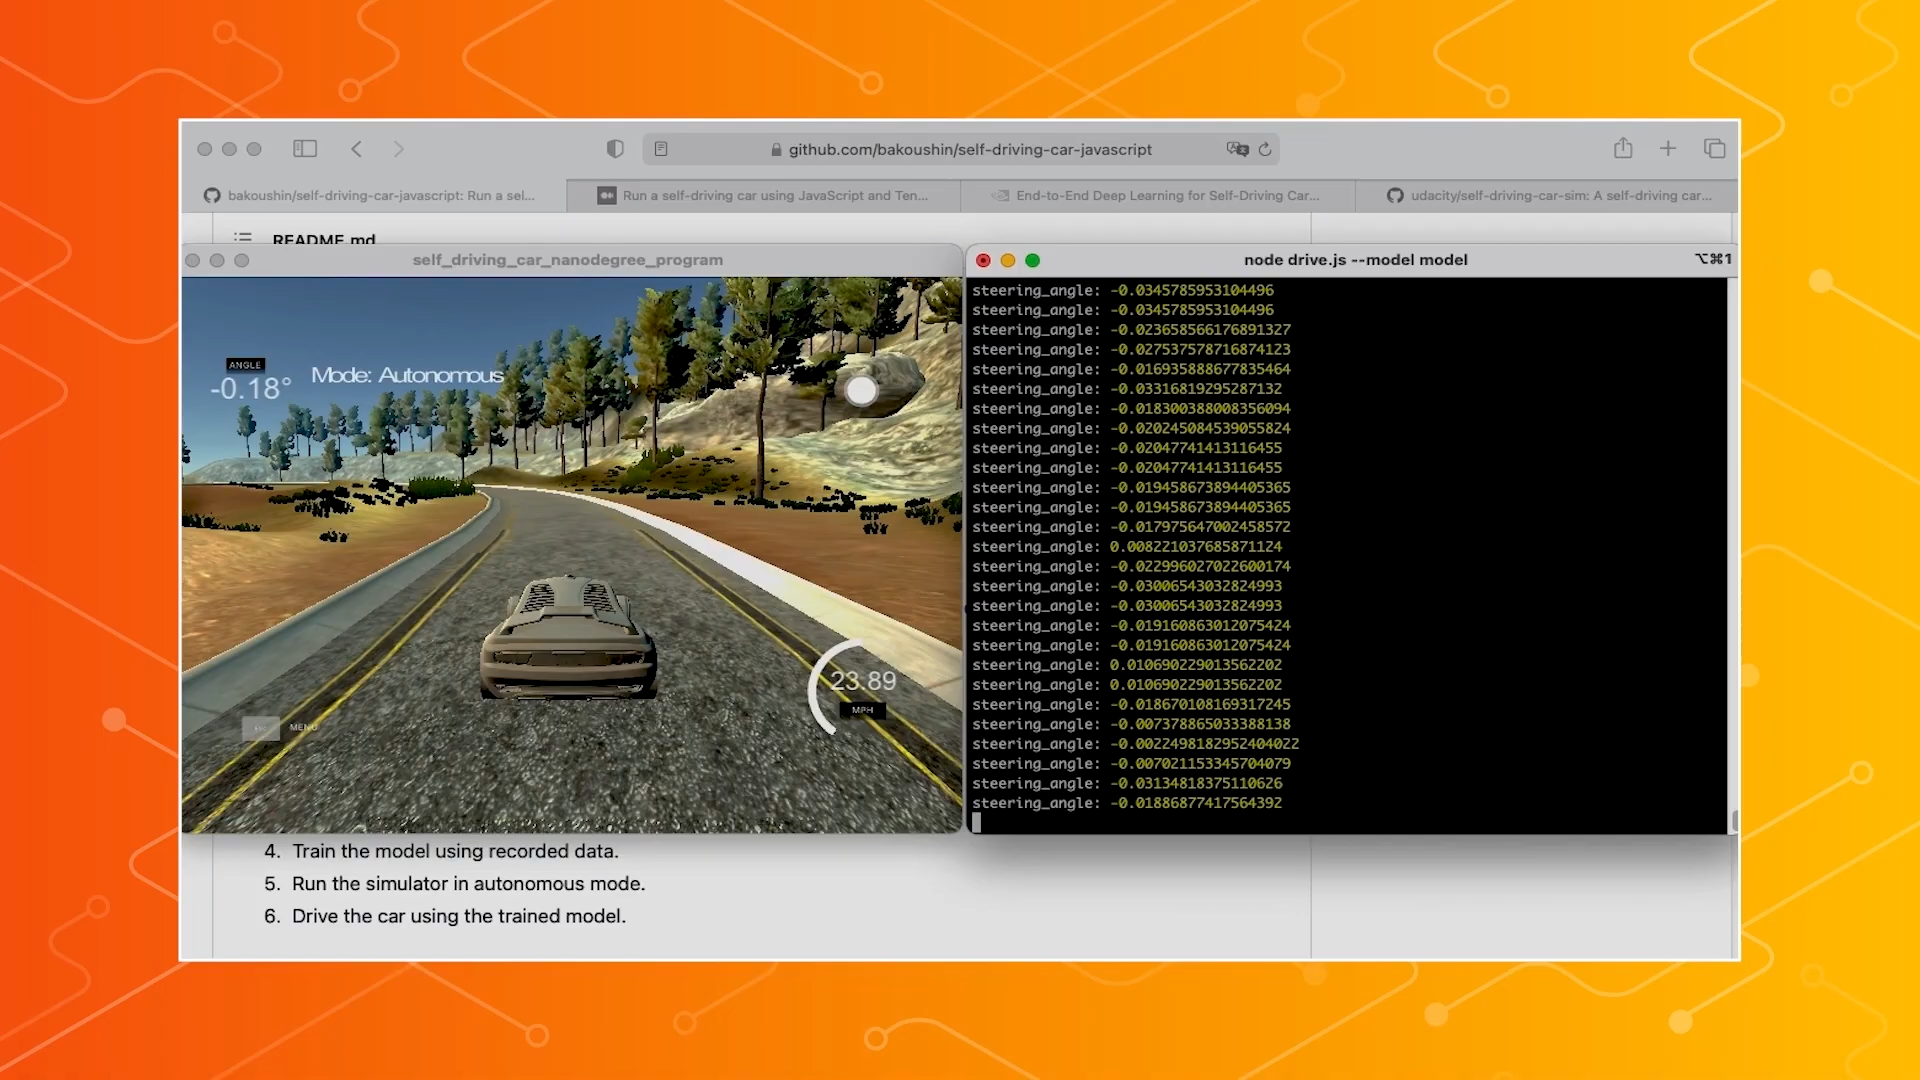 github.com/bakoushin/self-driving-car-javascript
bakoushin/self-driving-car-javascript: Run a sel...
Run a self-driving car using JavaScript and Ten...
End-to-End Deep Learning for Self-Driving Car...
udacity/self-driving-car-sim: A self-driving car...
README.md
self_driving_car_nanodegree_program
ANGLE
-0.18°
Mode: Autonomous
23.89
MPH
MENU
node drive.js --model model
⌥⌘1
steering_angle: -0.0345785953104496
steering_angle: -0.0345785953104496
steering_angle: -0.023658566176891327
steering_angle: -0.027537578716874123
steering_angle: -0.016935888677835464
steering_angle: -0.03316819295287132
steering_angle: -0.018300388008356094
steering_angle: -0.020245084539055824
steering_angle: -0.02047741413116455
steering_angle: -0.02047741413116455
steering_angle: -0.019458673894405365
steering_angle: -0.019458673894405365
steering_angle: -0.017975647002458572
steering_angle: 0.008221037685871124
steering_angle: -0.022996027022600174
steering_angle: -0.03006543032824993
steering_angle: -0.03006543032824993
steering_angle: -0.019160863012075424
steering_angle: -0.019160863012075424
steering_angle: 0.010690229013562202
steering_angle: 0.010690229013562202
steering_angle: -0.018670108169317245
steering_angle: -0.007378865033388138
steering_angle: -0.0022498182952404022
steering_angle: -0.007021153345704079
steering_angle: -0.03134818375110626
steering_angle: -0.01886877417564392
4. Train the model using recorded data.
5. Run the simulator in autonomous mode.
6. Drive the car using the trained model.